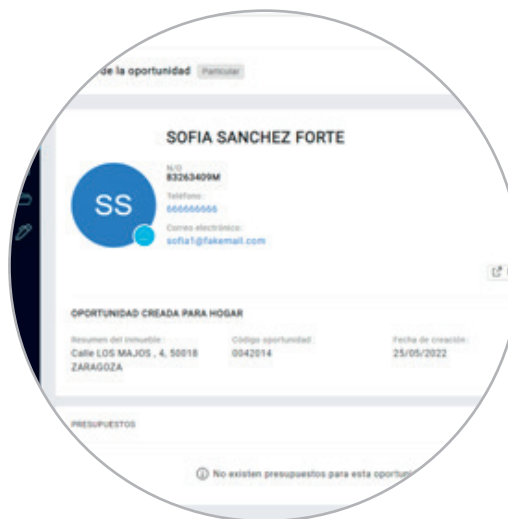 de la oportunidad Particular
SOFIA SANCHEZ FORTE
SS
83263409M
Teléfono:
666666666
Correo electrónico:
sofia1@fakemail.com
OPORTUNIDAD CREADA PARA HOGAR
Resumen del inmueble: Código oportunidad: Fecha de creación:
Calle LOS MAJOS , 4, 50018 0042014 25/05/2022
ZARAGOZA
PRESUPUESTOS
No existen presupuestos para esta